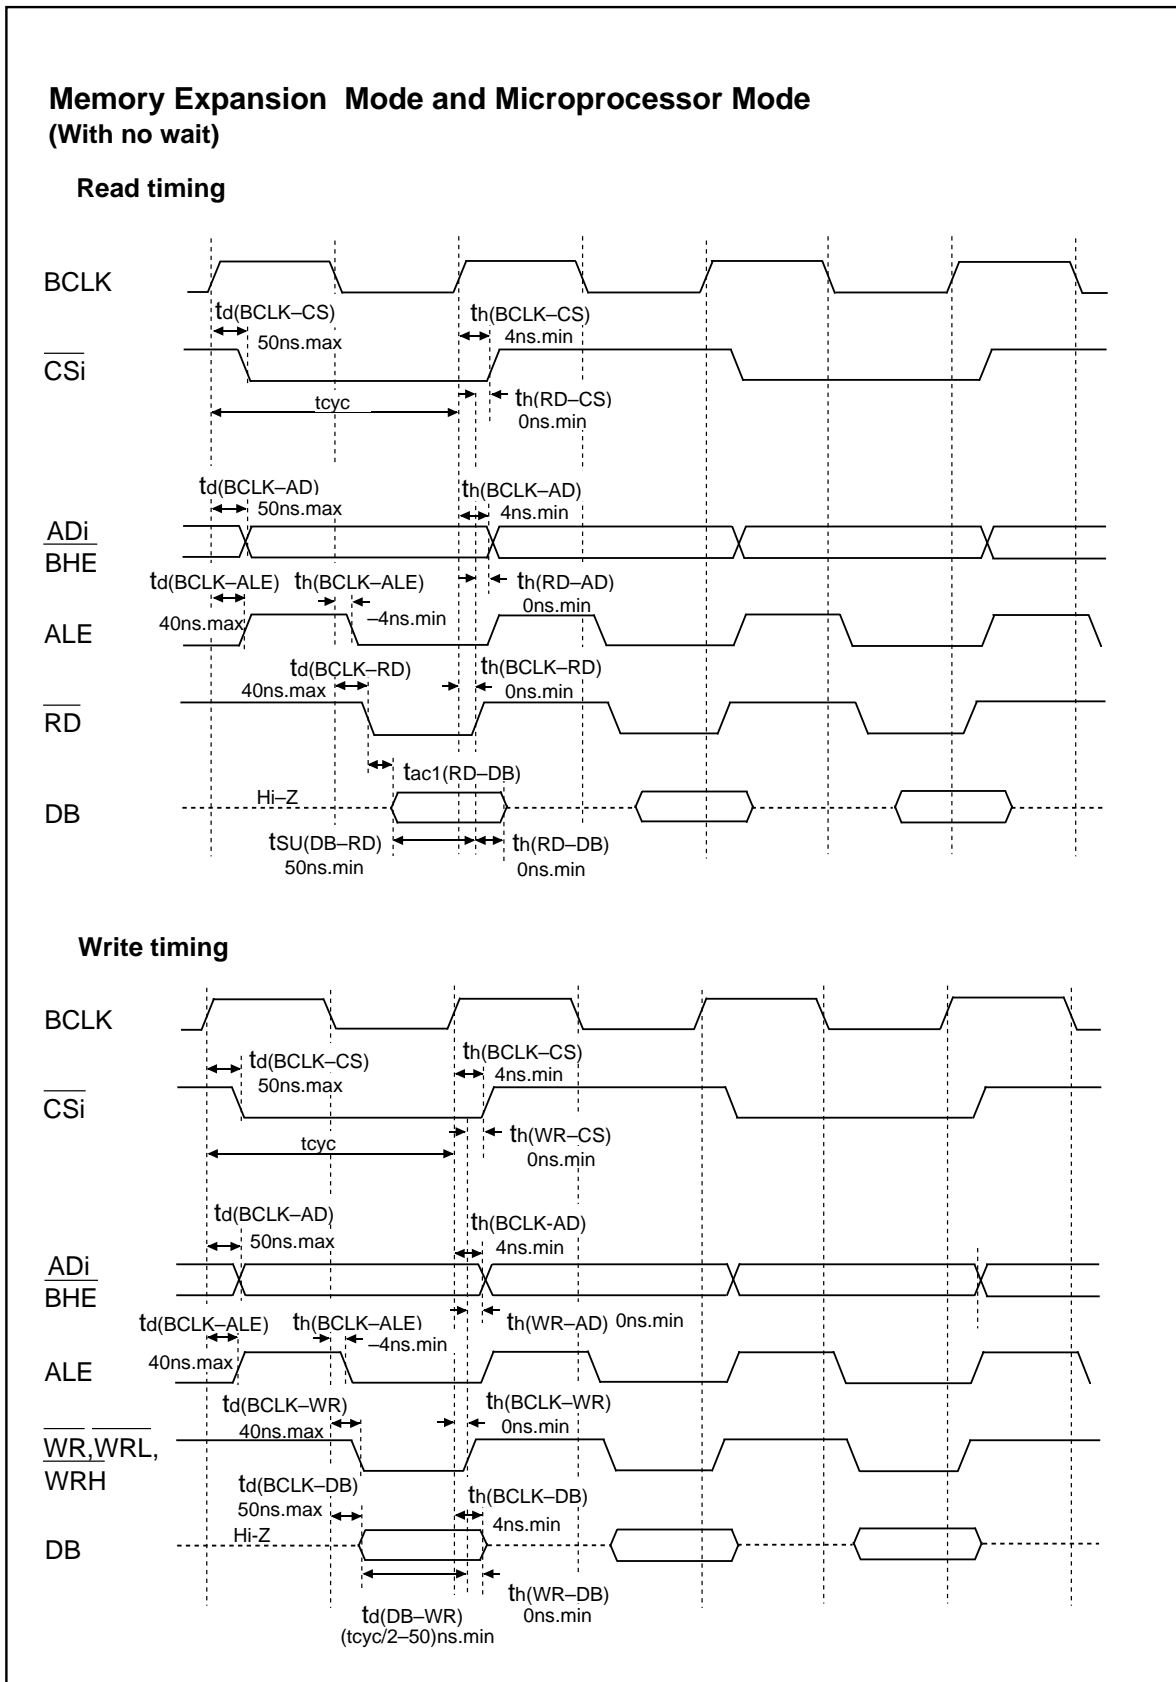 Memory Expansion  Mode and Microprocessor Mode
(With no wait)
Read timing
BCLK
td(BCLK–CS)
50ns.max
th(BCLK–CS)
4ns.min
CSi
tcyc
th(RD–CS)
0ns.min
td(BCLK–AD)
50ns.max
th(BCLK–AD)
4ns.min
ADi
BHE
td(BCLK–ALE)
40ns.max
th(BCLK–ALE)
–4ns.min
th(RD–AD)
0ns.min
ALE
td(BCLK–RD)
40ns.max
th(BCLK–RD)
0ns.min
RD
tac1(RD–DB)
Hi–Z
DB
tSU(DB–RD)
50ns.min
th(RD–DB)
0ns.min
Write timing
BCLK
td(BCLK–CS)
50ns.max
th(BCLK–CS)
4ns.min
CSi
tcyc
th(WR–CS)
0ns.min
td(BCLK–AD)
50ns.max
th(BCLK-AD)
4ns.min
ADi
BHE
td(BCLK–ALE)
40ns.max
th(BCLK–ALE)
–4ns.min
th(WR–AD) 0ns.min
ALE
td(BCLK–WR)
40ns.max
th(BCLK–WR)
0ns.min
WR,WRL,
WRH
td(BCLK–DB)
50ns.max
th(BCLK–DB)
4ns.min
Hi-Z
DB
td(DB–WR)
(tcyc/2–50)ns.min
th(WR–DB)
0ns.min